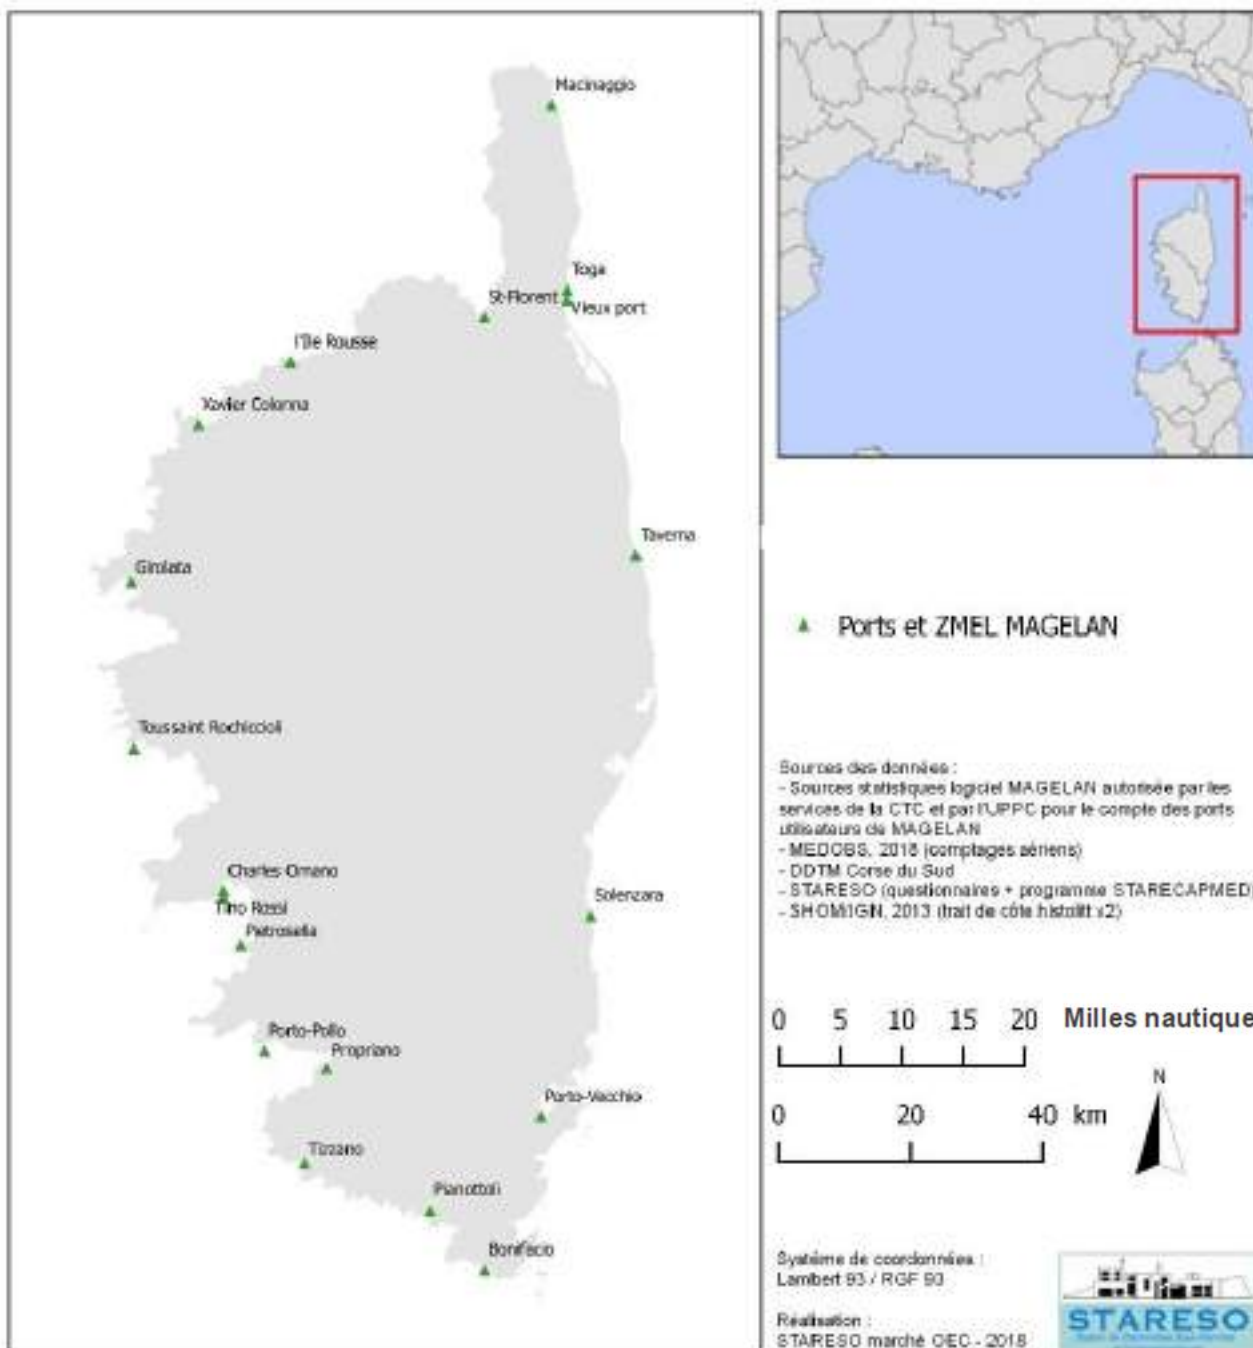 Macinaggio
Toga
St-Florent
Vieux port
l'Ile Rousse
Xavier Colonna
Taverna
Girolata
Toussaint Rochiccioli
Charles Ornano
Tino Rossi
Pietrosella
Solenzara
Porto-Pollo
Propriano
Porto-Vecchio
Tizzano
Pianottoli
Bonifacio
Ports et ZMEL MAGELAN
Sources des données :
- Sources statistiques logiciel MAGELAN autorisée par les
services de la CTC et par l'UPPC pour le compte des ports
utilisateurs de MAGELAN
- MEDOBS, 2018 (comptages aériens)
- DDTM Corse du Sud
- STARESO (questionnaires + programme STARECAPMED)
- SHOM/IGN, 2013 (trait de côte histolitt v2)
0 5 10 15 20 Milles nautique
0 20 40 km
N
Système de coordonnées :
Lambert 93 / RGF 93
Réalisation :
STARESO marché OEC - 2018
STARESO